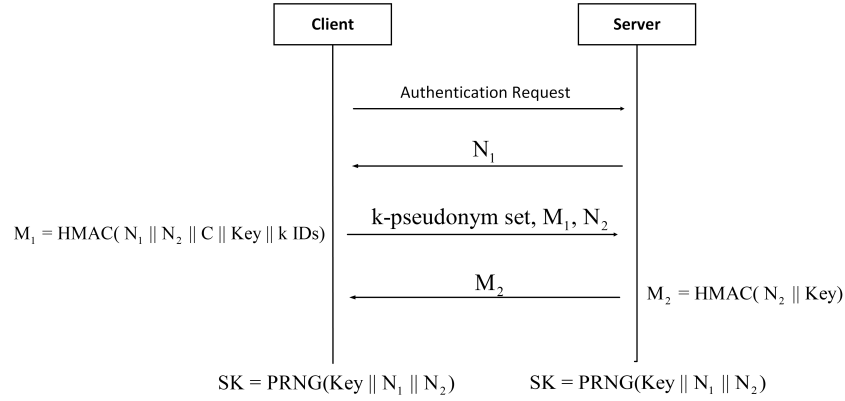 Client
Server
Authentication Request
N₁
k-pseudonym set, M₁, N₂
M₁ = HMAC( N₁ || N₂ || C || Key || k IDs)
M₂
M₂ = HMAC( N₂ || Key)
SK = PRNG(Key || N₁ || N₂)
SK = PRNG(Key || N₁ || N₂)